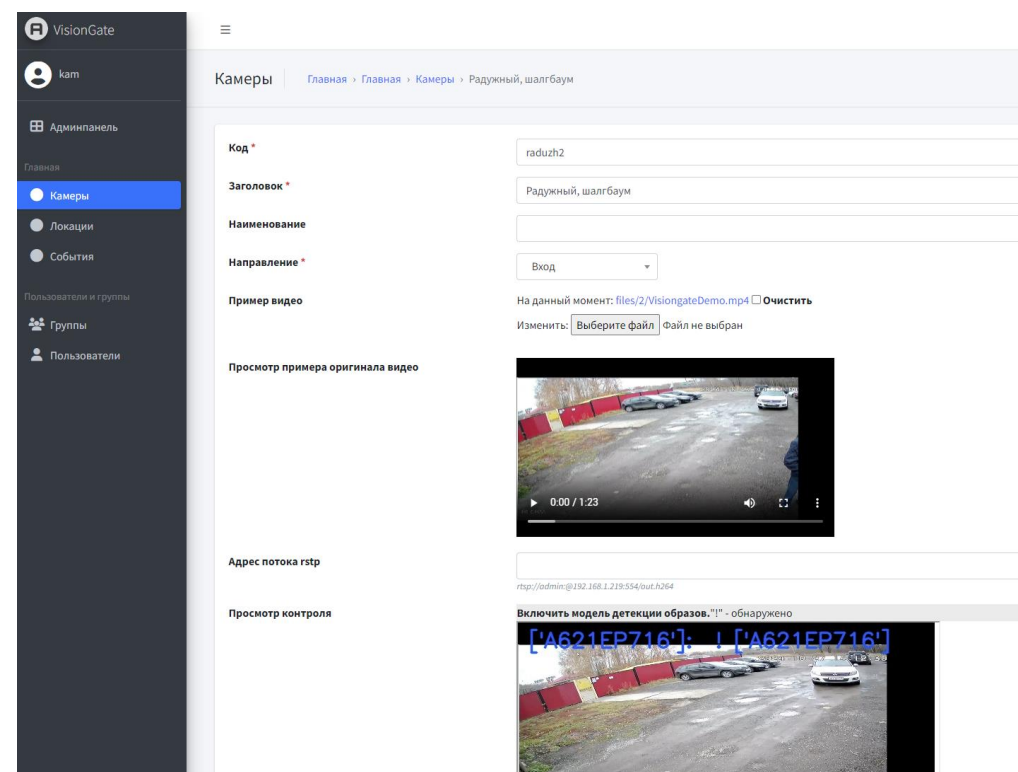 VisionGate
kam
Камеры
Главная › Главная › Камеры › Радужный, шалгбаум
Админпанель
Главная
Камеры
Локации
События
Пользователи и группы
Группы
Пользователи
Код *
raduzh2
Заголовок *
Радужный, шалгбаум
Наименование
Направление *
Вход
Пример видео
На данный момент: files/2/VisiongateDemo.mp4 Очистить
Изменить: Выберите файл Файл не выбран
Просмотр примера оригинала видео
0:00 / 1:23
Адрес потока rstp
rtsp://admin:@192.168.1.219:554/out.h264
Просмотр контроля
Включить модель детекции образов."!" - обнаружено
['A621EP716']: ! ['A621EP716']